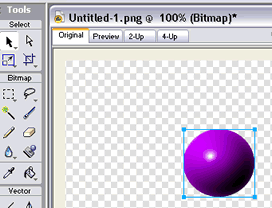 Tools
Select
Bitmap
Vector
Untitled-1.png @ 100% (Bitmap)*
Original Preview 2-Up 4-Up